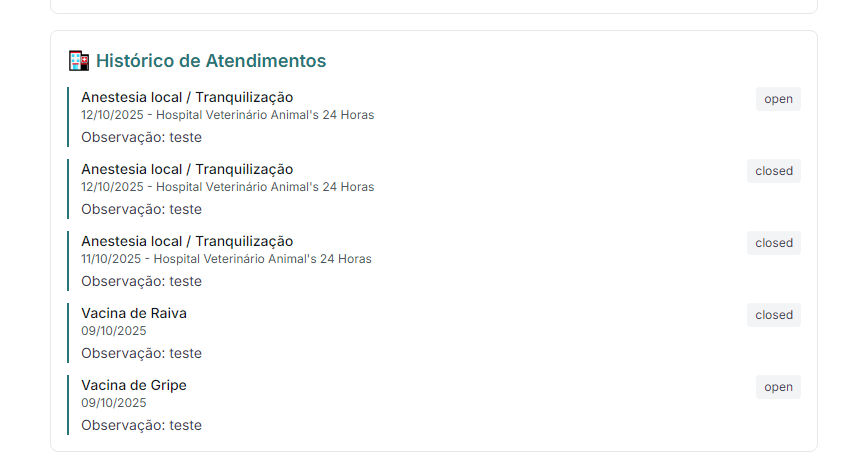 Histórico de Atendimentos
Anestesia local / Tranquilização
open
12/10/2025 - Hospital Veterinário Animal's 24 Horas
Observação: teste
Anestesia local / Tranquilização
closed
12/10/2025 - Hospital Veterinário Animal's 24 Horas
Observação: teste
Anestesia local / Tranquilização
closed
11/10/2025 - Hospital Veterinário Animal's 24 Horas
Observação: teste
Vacina de Raiva
closed
09/10/2025
Observação: teste
Vacina de Gripe
open
09/10/2025
Observação: teste